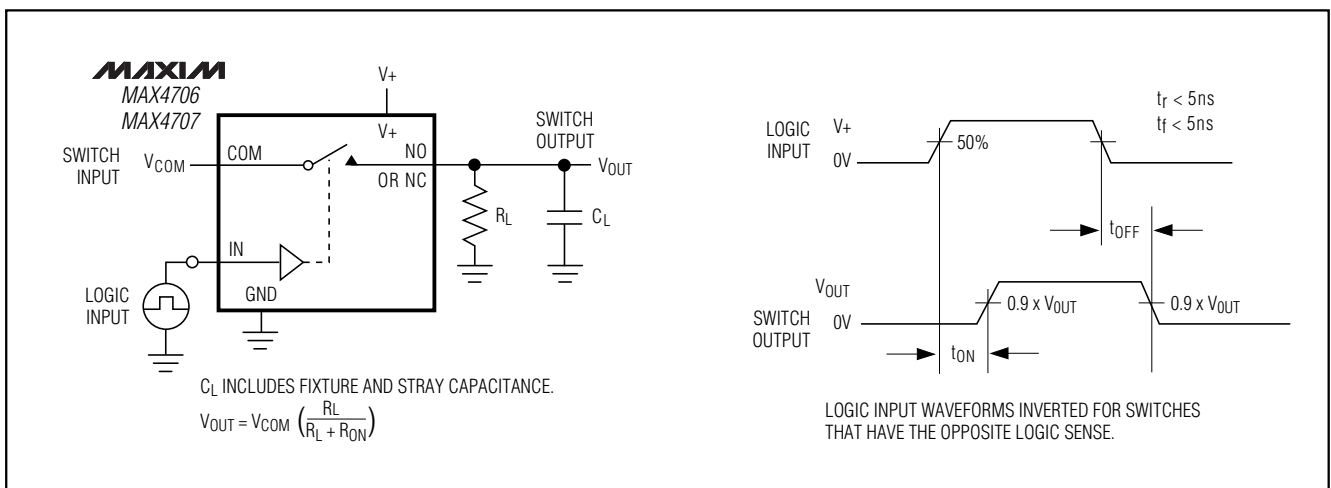 MAXIM
MAX4706
MAX4707
V+
V+
SWITCH
OUTPUT
SWITCH
INPUT
VCOM
COM
NO
OR NC
VOUT
RL
CL
IN
GND
LOGIC
INPUT
CL INCLUDES FIXTURE AND STRAY CAPACITANCE.
VOUT = VCOM (RL / RL + RON)
LOGIC
INPUT
V+
0V
50%
tr < 5ns
tf < 5ns
tOFF
VOUT
SWITCH
OUTPUT
0V
0.9 x VOUT
0.9 x VOUT
tON
LOGIC INPUT WAVEFORMS INVERTED FOR SWITCHES
THAT HAVE THE OPPOSITE LOGIC SENSE.